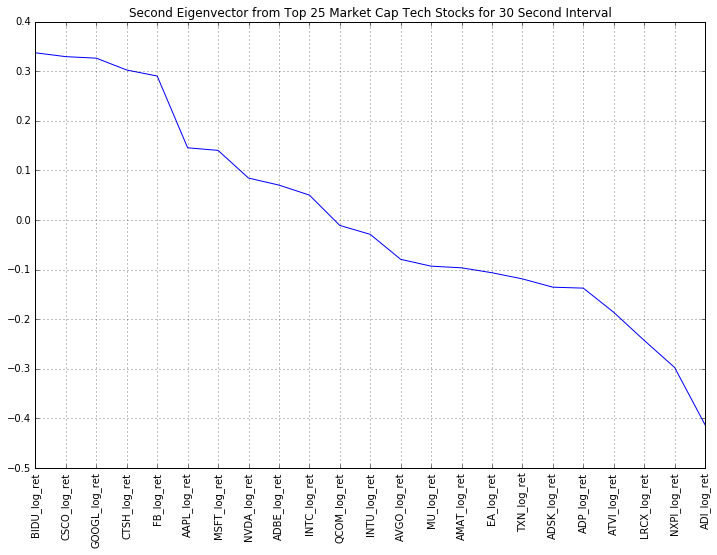 Second Eigenvector from Top 25 Market Cap Tech Stocks for 30 Second Interval
0.4
0.3
0.2
0.1
0.0
−0.1
−0.2
−0.3
−0.4
−0.5
BIDU_log_ret
CSCO_log_ret
GOOGL_log_ret
CTSH_log_ret
FB_log_ret
AAPL_log_ret
MSFT_log_ret
NVDA_log_ret
ADBE_log_ret
INTC_log_ret
QCOM_log_ret
INTU_log_ret
AVGO_log_ret
MU_log_ret
AMAT_log_ret
EA_log_ret
TXN_log_ret
ADSK_log_ret
ADP_log_ret
ATVI_log_ret
LRCX_log_ret
NXPI_log_ret
ADI_log_ret